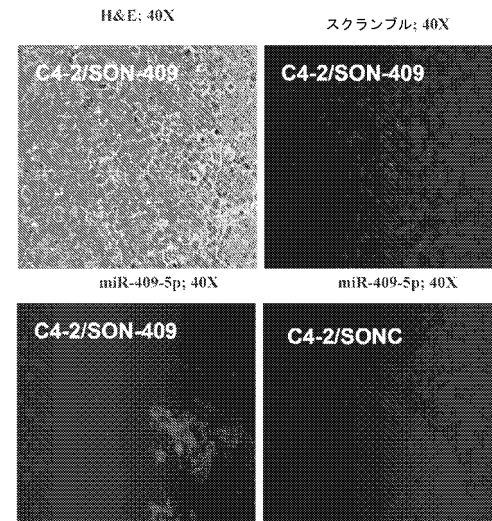 H&E; 40X
スクランブル; 40X
C4-2/SON-409
C4-2/SON-409
miR-409-5p; 40X
miR-409-5p; 40X
C4-2/SON-409
C4-2/SONC